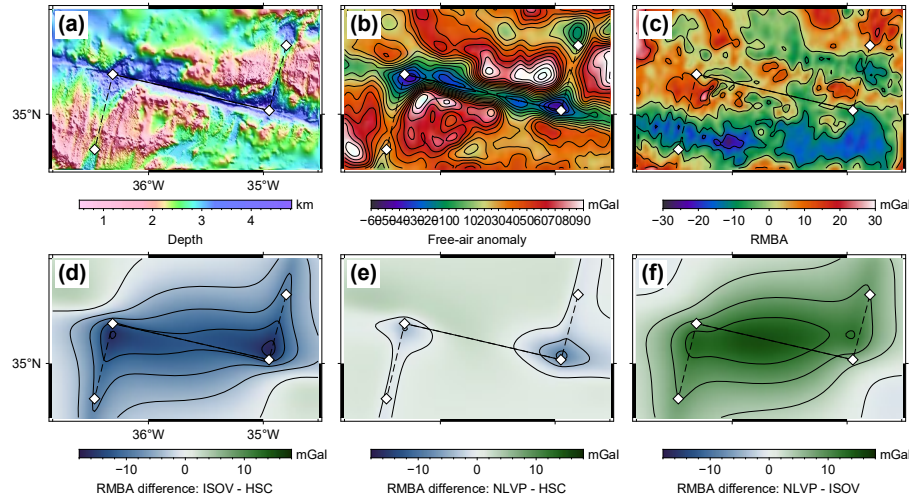 (a)
(b)
(c)
35°N
35°N
36°W
35°W
1 2 3 4
km
Depth
mGal
Free-air anomaly
−30 −20 −10 0 10 20 30
mGal
RMBA
(d)
(e)
(f)
35°N
36°W
35°W
−10 0 10
mGal
RMBA difference: ISOV - HSC
−10 0 10
mGal
RMBA difference: NLVP - HSC
−10 0 10
mGal
RMBA difference: NLVP - ISOV